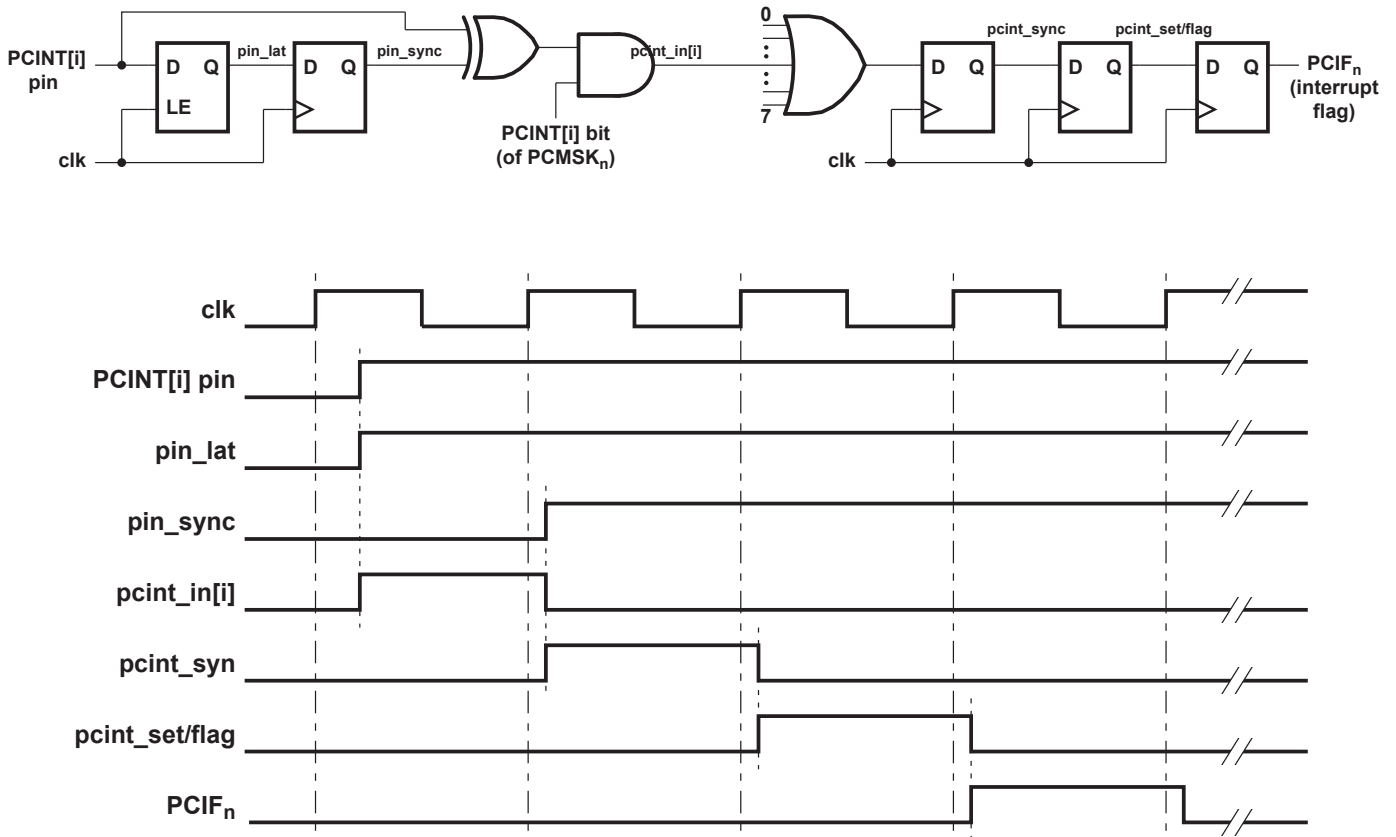 PCINT[i]
pin
D Q
LE
pin_lat
D Q
pin_sync
clk
PCINT[i] bit
(of PCMSKn)
pcint_in[i]
0
7
D Q
pcint_sync
D Q
pcint_set/flag
D Q
clk
PCIFn
(interrupt
flag)
clk
PCINT[i] pin
pin_lat
pin_sync
pcint_in[i]
pcint_syn
pcint_set/flag
PCIFn